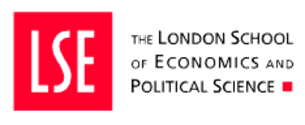 LSE
THE LONDON SCHOOL
OF ECONOMICS AND
POLITICAL SCIENCE